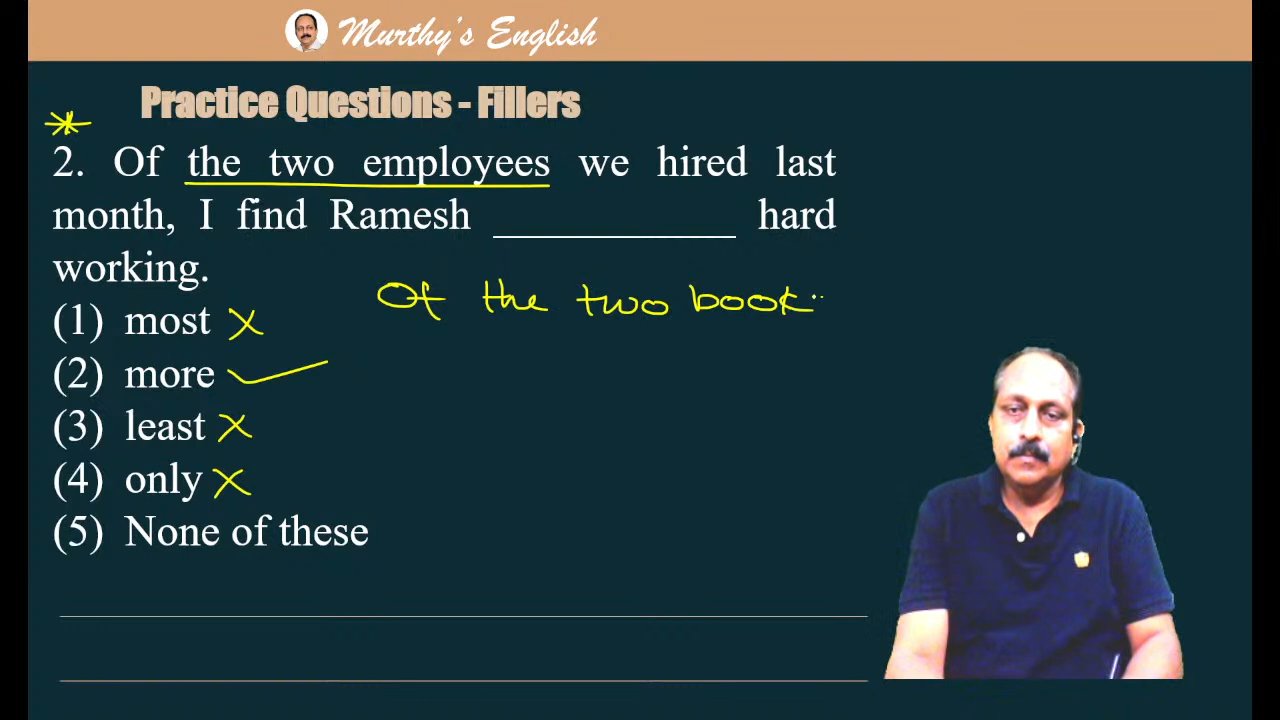 Murthy's English
Practice Questions - Fillers
2. Of the two employees we hired last
month, I find Ramesh ____________ hard
working.
Of the two book
(1) most
(2) more
(3) least
(4) only
(5) None of these